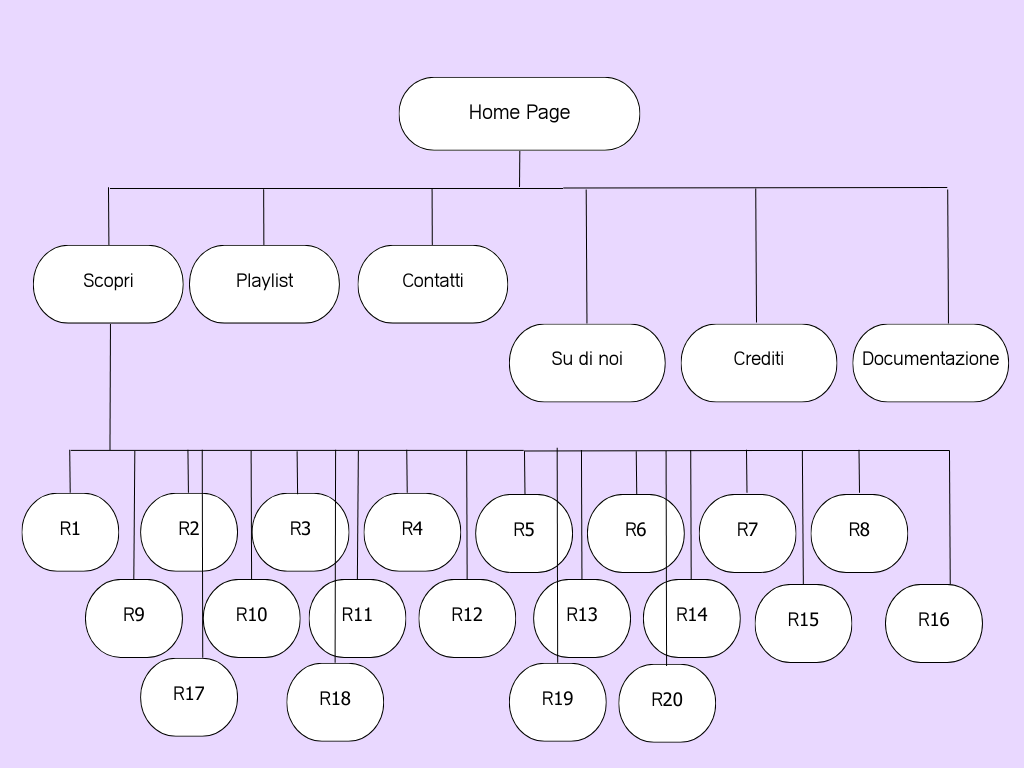 Home Page
Scopri
Playlist
Contatti
Su di noi
Crediti
Documentazione
R1
R2
R3
R4
R5
R6
R7
R8
R9
R10
R11
R12
R13
R14
R15
R16
R17
R18
R19
R20